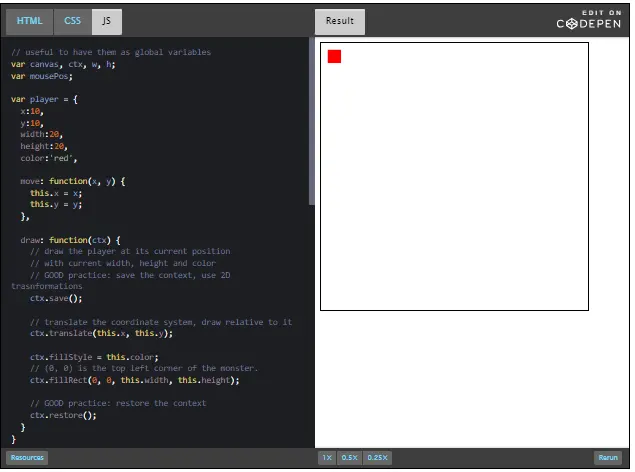 HTML CSS JS Result EDIT ON
CODEPEN
// useful to have them as global variables
var canvas, ctx, w, h;
var mousePos;
var player = {
x:10,
y:10,
width:20,
height:20,
color:'red',
move: function(x, y) {
this.x = x;
this.y = y;
},
draw: function(ctx) {
// draw the player at its current position
// with current width, height and color
// GOOD practice: save the context, use 2D
trasnformations
ctx.save();
// translate the coordinate system, draw relative to it
ctx.translate(this.x, this.y);
ctx.fillStyle = this.color;
// (0, 0) is the top left corner of the monster.
ctx.fillRect(0, 0, this.width, this.height);
// GOOD practice: restore the context
ctx.restore();
}
}
Resources 1X 0.5X 0.25X Rerun